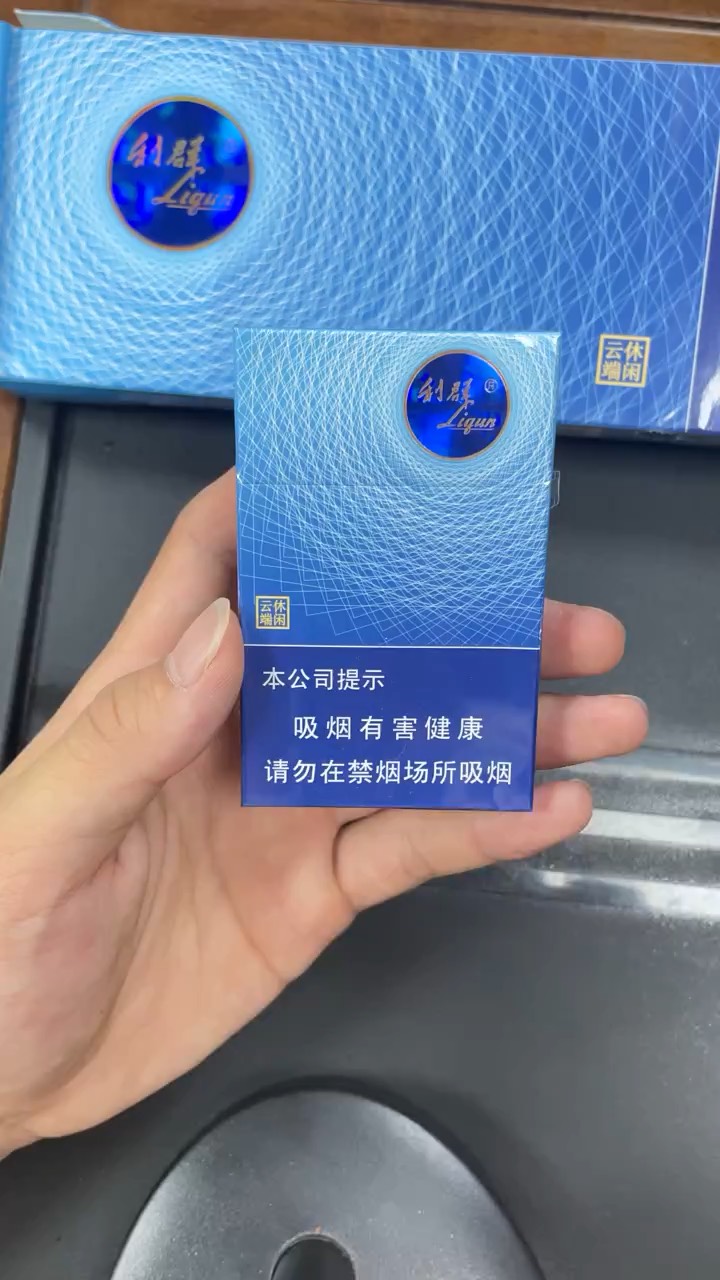 利群
Liqun
休闲
云端
利群®
Liqun
休闲
云端
本公司提示
吸烟有害健康
请勿在禁烟场所吸烟